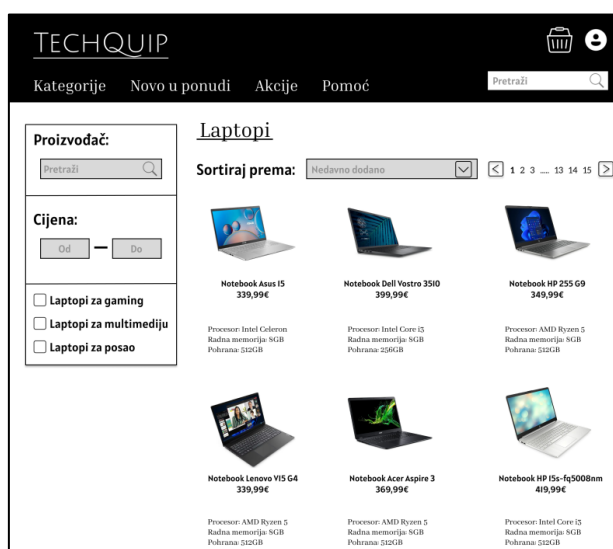 TECHQUIP
Kategorije Novo u ponudi Akcije Pomoć
Pretraži
Proizvođač:
Pretraži
Cijena:
Od — Do
Laptopi za gaming
Laptopi za multimediju
Laptopi za posao
Laptopi
Sortiraj prema: Nedavno dodano < 1 2 3 .... 13 14 15 >
Notebook Asus I5
339,99€
Procesor: Intel Celeron
Radna memorija: 8GB
Pohrana: 512GB
Notebook Dell Vostro 3510
399,99€
Procesor: Intel Core i3
Radna memorija: 8GB
Pohrana: 256GB
Notebook HP 255 G9
349,99€
Procesor: AMD Ryzen 5
Radna memorija: 8GB
Pohrana: 512GB
Notebook Lenovo V15 G4
339,99€
Procesor: AMD Ryzen 5
Radna memorija: 8GB
Pohrana: 512GB
Notebook Acer Aspire 3
369,99€
Procesor: AMD Ryzen 5
Radna memorija: 8GB
Pohrana: 512GB
Notebook HP 15s-fq5008nm
419,99€
Procesor: Intel Core i3
Radna memorija: 8GB
Pohrana: 512GB